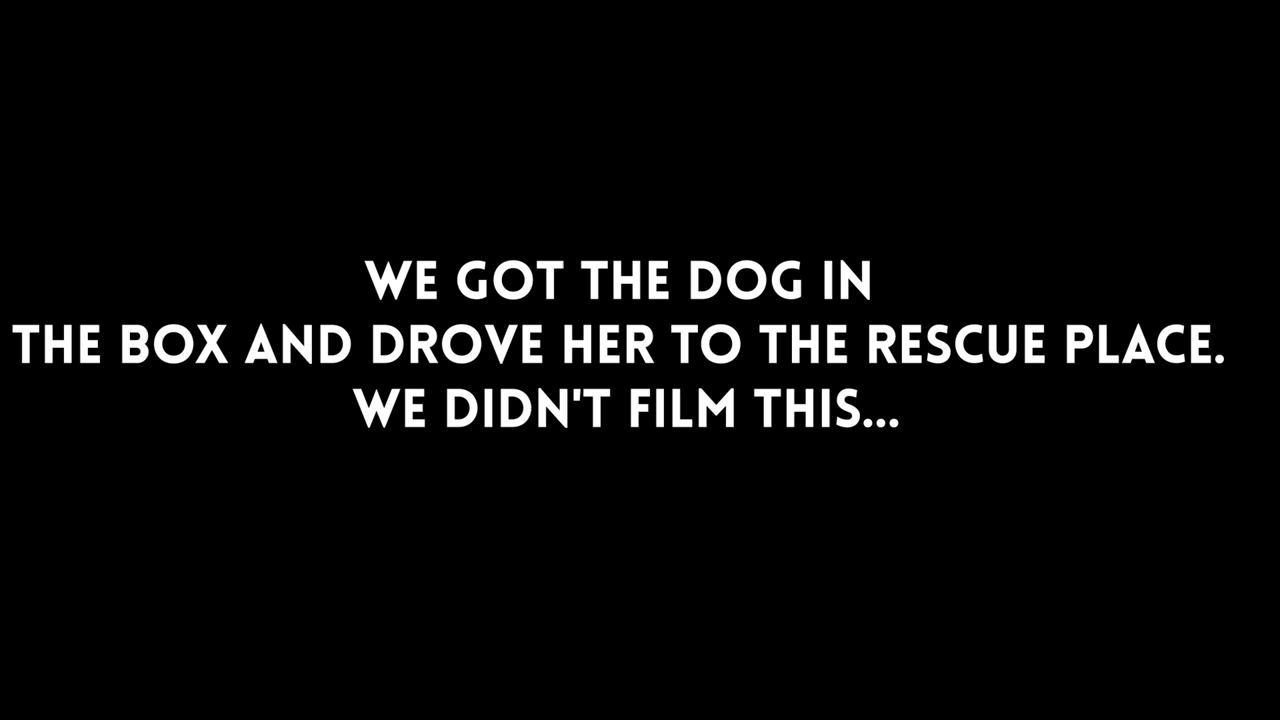 WE GOT THE DOG IN
THE BOX AND DROVE HER TO THE RESCUE PLACE.
WE DIDN'T FILM THIS...